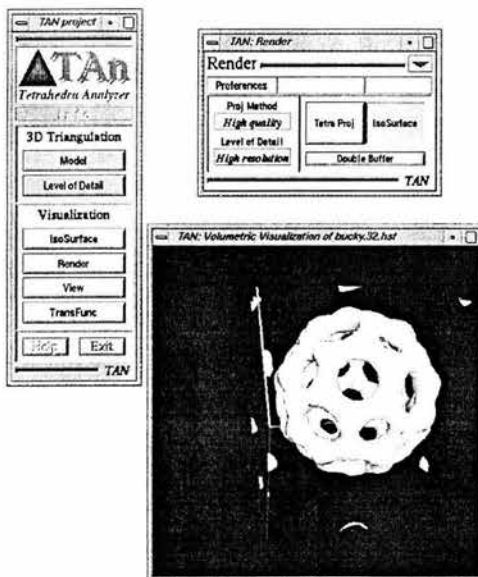 TAN project
TAn
Tetrahedra Analyzer
3D Triangulation
Model
Level of Detail
Visualization
IsoSurface
Render
View
TransFunc
Help
Exit
TAN
TAN: Render
Render
Preferences
Proj Method
High quality
Level of Detail
High resolution
Tetra Proj
IsoSurface
Double Buffer
TAN
TAN: Volumetric Visualization of bucky.32.hst